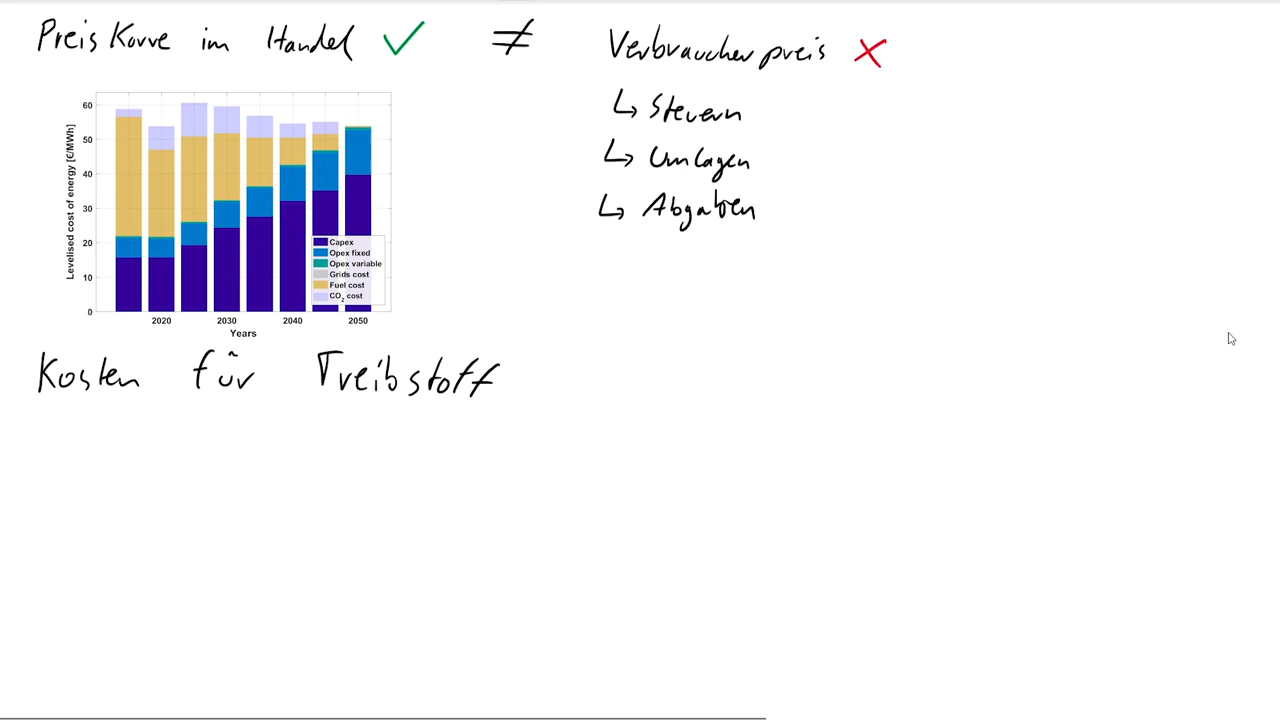 Preis Kurve im Handel ✓ ≠ Verbraucherpreis ✗
↳ Steuern
↳ Umlagen
↳ Abgaben
Levelised cost of energy [€/MWh]
60
50
40
30
20
10
0
Capex
Opex fixed
Opex variable
Grids cost
Fuel cost
CO₂ cost
2020 2030 2040 2050
Years
Kosten für Treibstoff